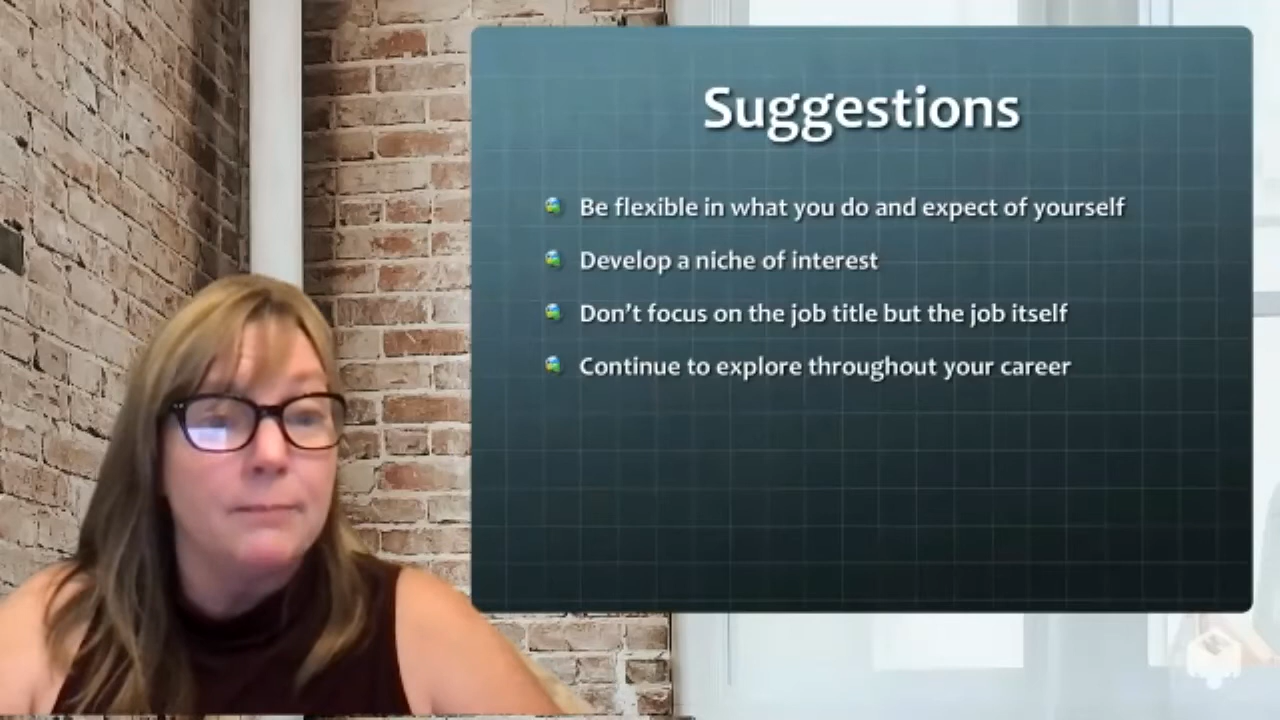 Suggestions
Be flexible in what you do and expect of yourself
Develop a niche of interest
Don’t focus on the job title but the job itself
Continue to explore throughout your career